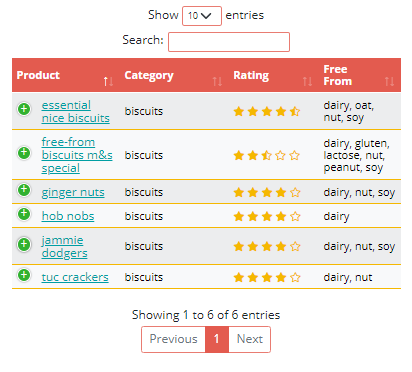 Show 10 entries
Search:
Product Category Rating Free From
essential nice biscuits biscuits dairy, oat, nut, soy
free-from biscuits m&s special biscuits dairy, gluten, lactose, nut, peanut, soy
ginger nuts biscuits dairy, nut, soy
hob nobs biscuits dairy
jammie dodgers biscuits dairy, nut, soy
tuc crackers biscuits dairy, nut
Showing 1 to 6 of 6 entries
Previous 1 Next